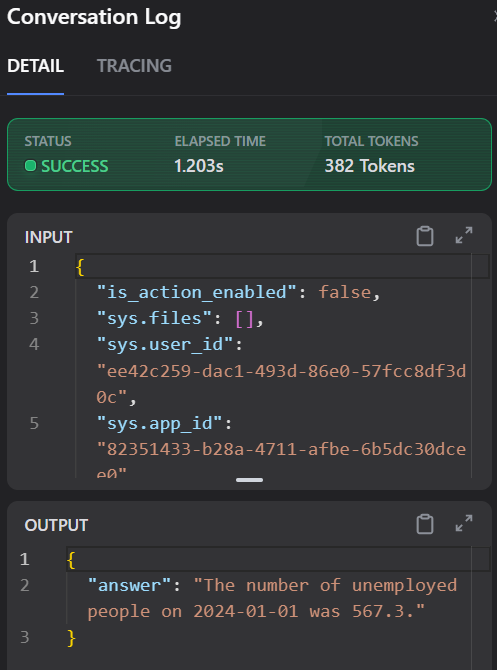 Conversation Log
DETAIL TRACING
STATUS ELAPSED TIME TOTAL TOKENS
SUCCESS 1.203s 382 Tokens
INPUT
1 {
2 "is_action_enabled": false,
3 "sys.files": [],
4 "sys.user_id":
"ee42c259-dac1-493d-86e0-57fcc8df3d
0c",
5 "sys.app_id":
"82351433-b28a-4711-afbe-6b5dc30dce
e0"
OUTPUT
1 {
2 "answer": "The number of unemployed
people on 2024-01-01 was 567.3."
3 }